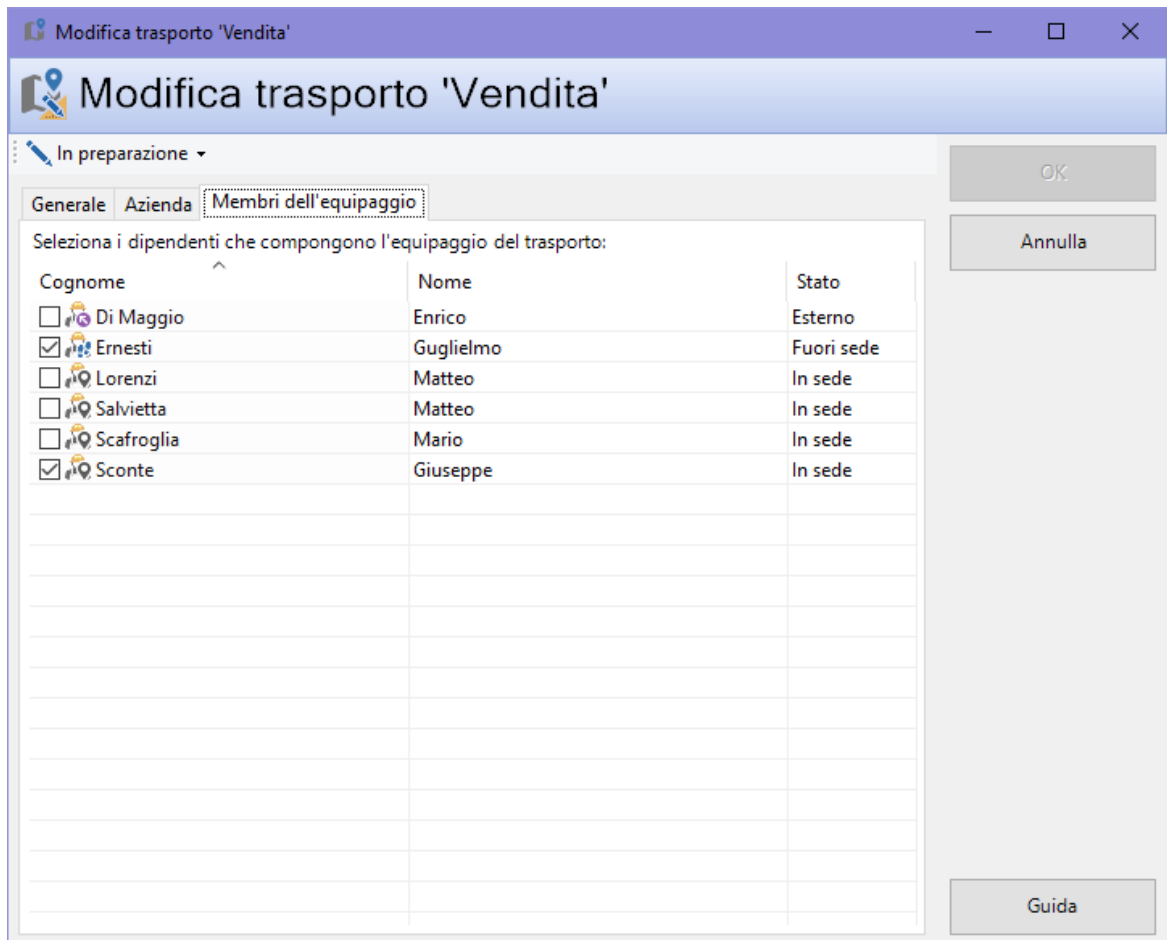 Modifica trasporto 'Vendita'
Modifica trasporto 'Vendita'
In preparazione
OK
Generale Azienda Membri dell'equipaggio
Annulla
Seleziona i dipendenti che compongono l'equipaggio del trasporto:
Cognome Nome Stato
Di Maggio Enrico Esterno
Ernesti Guglielmo Fuori sede
Lorenzi Matteo In sede
Salvietta Matteo In sede
Scafroglia Mario In sede
Sconte Giuseppe In sede
Guida